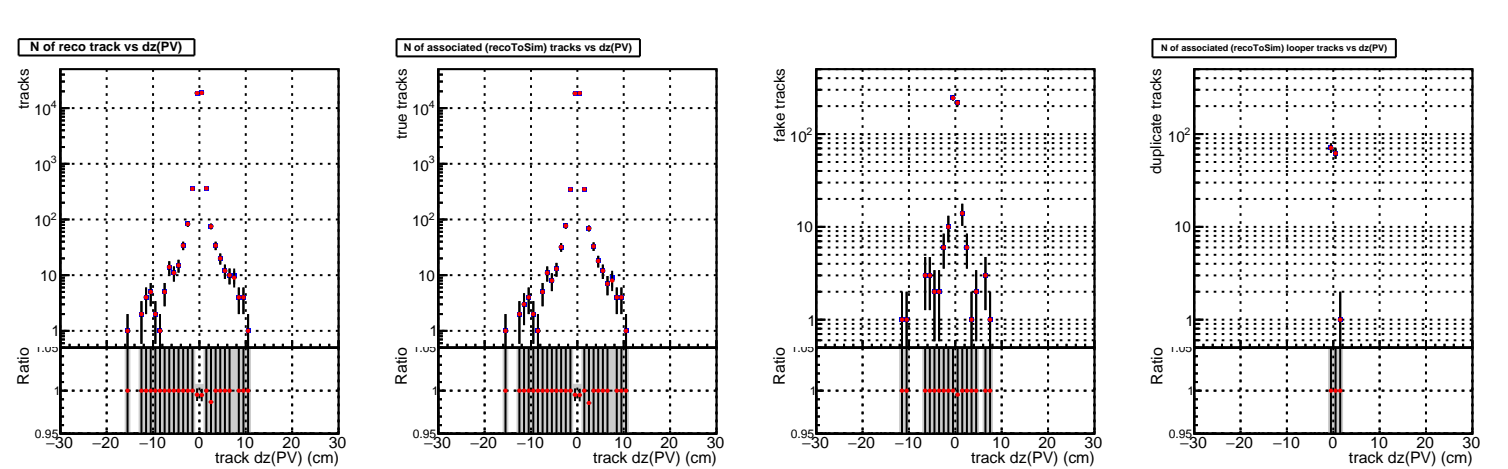 N of reco track vs dz(PV)
tracks
10⁴
10³
10²
10
1
Ratio
1.05
1
0.95
−30 −20 −10 0 10 20 30
track dz(PV) (cm)
N of associated (recoToSim) tracks vs dz(PV)
true tracks
10⁴
10³
10²
10
1
Ratio
1.05
1
0.95
−30 −20 −10 0 10 20 30
track dz(PV) (cm)
fake tracks
10²
10
1
Ratio
1.05
1
0.95
−30 −20 −10 0 10 20 30
track dz(PV) (cm)
N of associated (recoToSim) looper tracks vs dz(PV)
duplicate tracks
10²
10
1
Ratio
1.05
1
0.95
−30 −20 −10 0 10 20 30
track dz(PV) (cm)